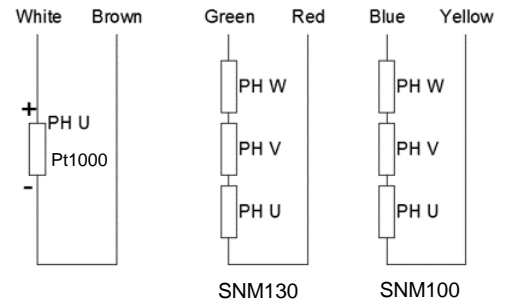 White Brown Green Red Blue Yellow
+
PH U
Pt1000
-
PH W PH W
PH V PH V
PH U PH U
SNM130 SNM100